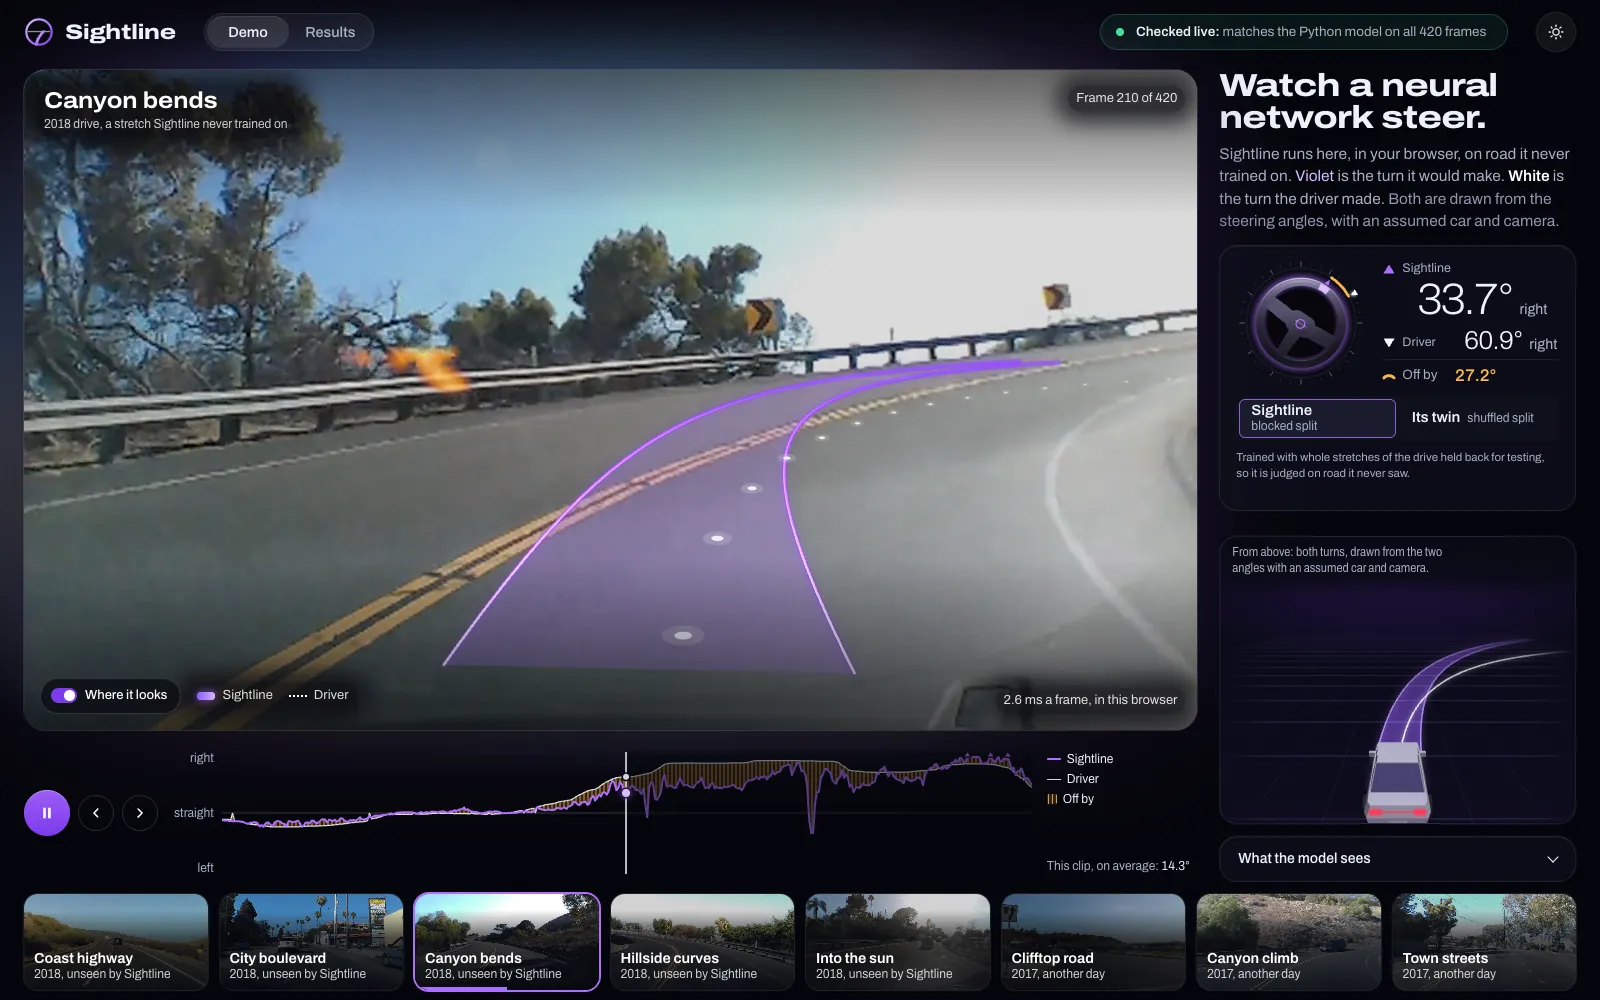 Sightline
Demo
Results
Checked live: matches the Python model on all 420 frames
Canyon bends
2018 drive, a stretch Sightline never trained on
Frame 210 of 420
Where it looks
Sightline
Driver
2.6 ms a frame, in this browser
Watch a neural
network steer.
Sightline runs here, in your browser, on road it never
trained on. Violet is the turn it would make. White is
the turn the driver made. Both are drawn from the
steering angles, with an assumed car and camera.
Sightline
33.7° right
Driver 60.9° right
Off by 27.2°
Sightline
blocked split
Its twin shuffled split
Trained with whole stretches of the drive held back for testing,
so it is judged on road it never saw.
From above: both turns, drawn from the two
angles with an assumed car and camera.
What the model sees
right
straight
left
Sightline
Driver
Off by
This clip, on average: 14.3°
Coast highway
2018, unseen by Sightline
City boulevard
2018, unseen by Sightline
Canyon bends
2018, unseen by Sightline
Hillside curves
2018, unseen by Sightline
Into the sun
2018, unseen by Sightline
Clifftop road
2017, another day
Canyon climb
2017, another day
Town streets
2017, another day